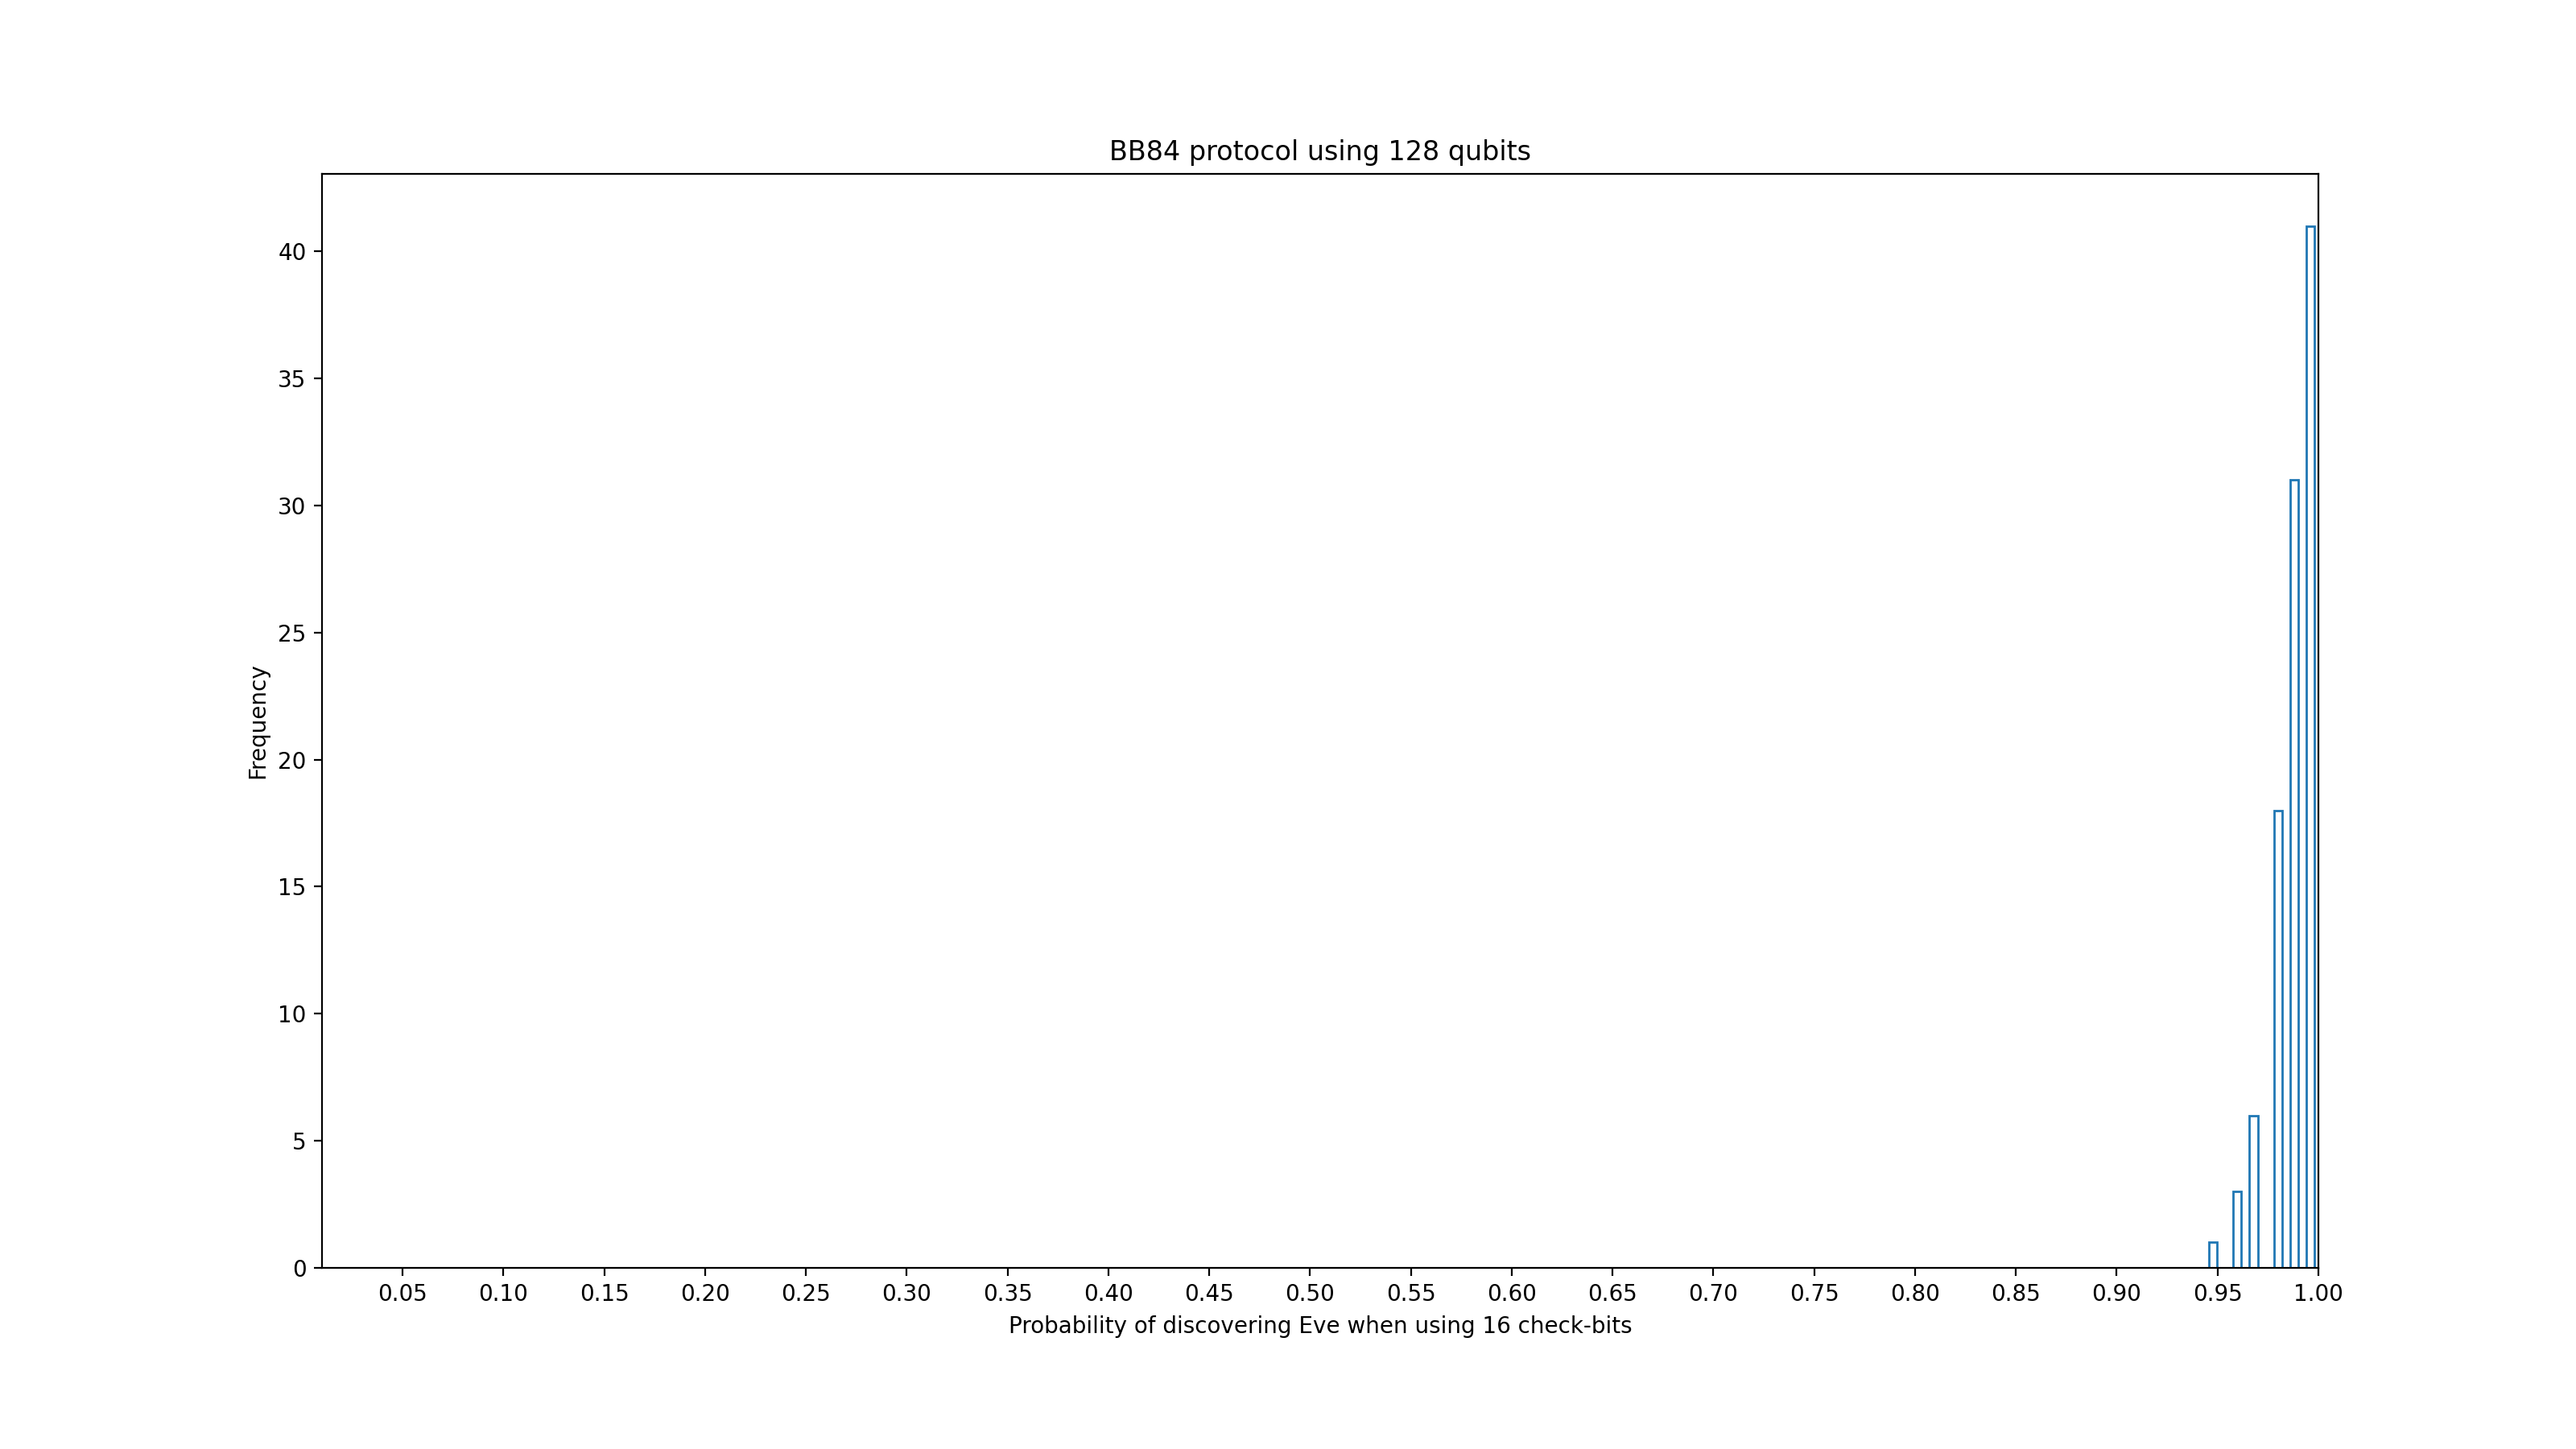 BB84 protocol using 128 qubits
40
35
30
25
20
15
10
5
0
Frequency
0.05 0.10 0.15 0.20 0.25 0.30 0.35 0.40 0.45 0.50 0.55 0.60 0.65 0.70 0.75 0.80 0.85 0.90 0.95 1.00
Probability of discovering Eve when using 16 check-bits